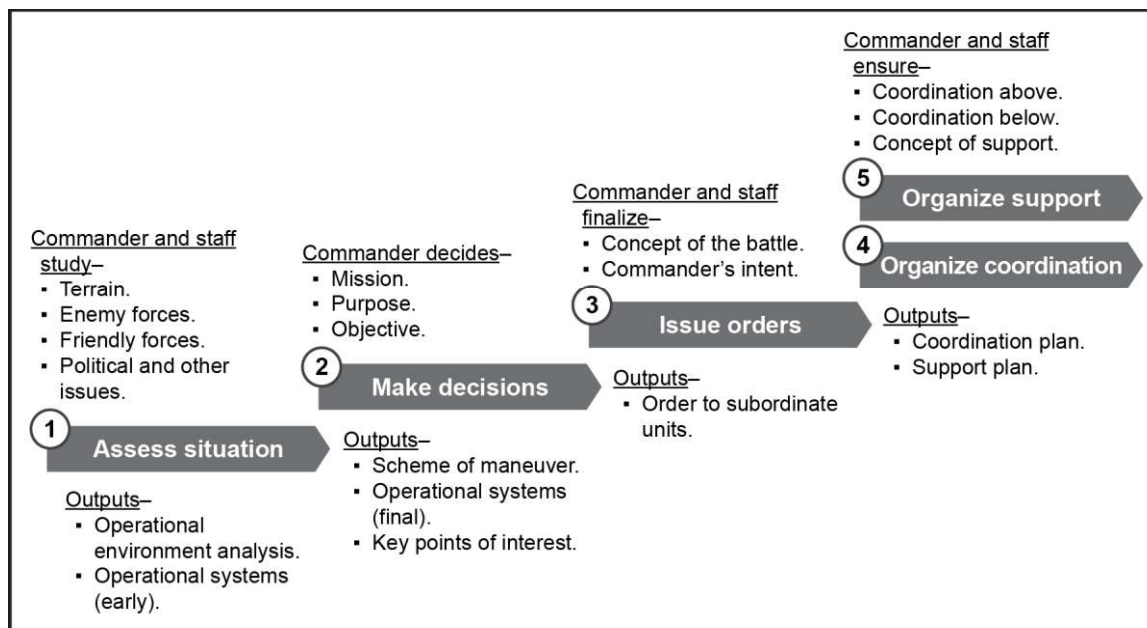 Commander and staff
study–
▪ Terrain.
▪ Enemy forces.
▪ Friendly forces.
▪ Political and other
issues.
1
Assess situation
Outputs–
▪ Operational
environment analysis.
▪ Operational systems
(early).
Commander decides–
▪ Mission.
▪ Purpose.
▪ Objective.
2
Make decisions
Outputs–
▪ Scheme of maneuver.
▪ Operational systems
(final).
▪ Key points of interest.
Commander and staff
finalize–
▪ Concept of the battle.
▪ Commander’s intent.
3
Issue orders
Outputs–
▪ Order to subordinate
units.
Commander and staff
ensure–
▪ Coordination above.
▪ Coordination below.
▪ Concept of support.
5
Organize support
4
Organize coordination
Outputs–
▪ Coordination plan.
▪ Support plan.